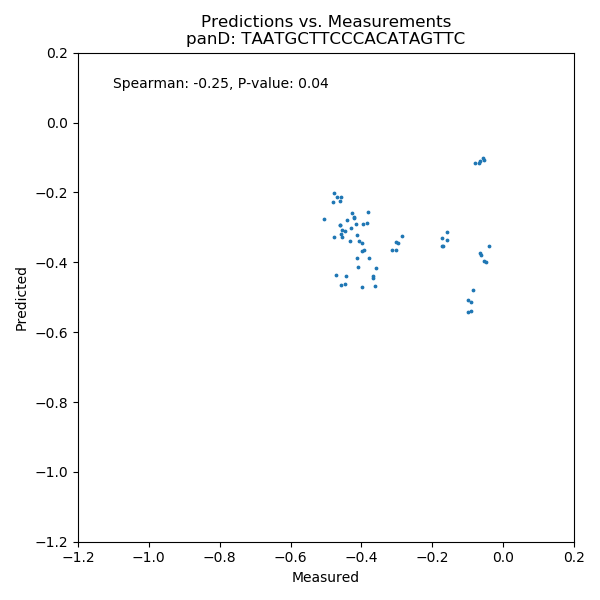 Predictions vs. Measurements
panD: TAATGCTTCCCACATAGTTC
Spearman: -0.25, P-value: 0.04
Predicted
0.2
0.0
−0.2
−0.4
−0.6
−0.8
−1.0
−1.2
−1.2 −1.0 −0.8 −0.6 −0.4 −0.2 0.0 0.2
Measured